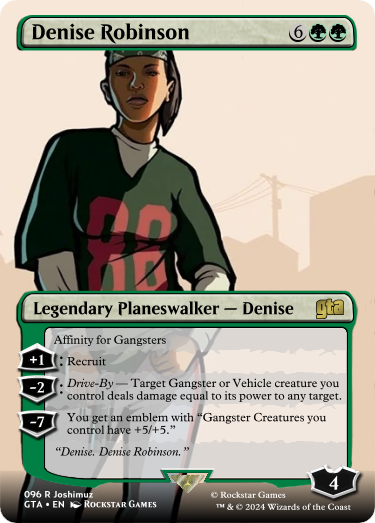 Denise Robinson 6
88
Legendary Planeswalker — Denise gta
Affinity for Gangsters
+1: Recruit
-2: Drive-By — Target Gangster or Vehicle creature you
control deals damage equal to its power to any target.
-7: You get an emblem with “Gangster Creatures you
control have +5/+5.”
“Denise. Denise Robinson.”
4
096 R Joshimuz
GTA • EN Rockstar Games
© Rockstar Games
™ & © 2024 Wizards of the Coast